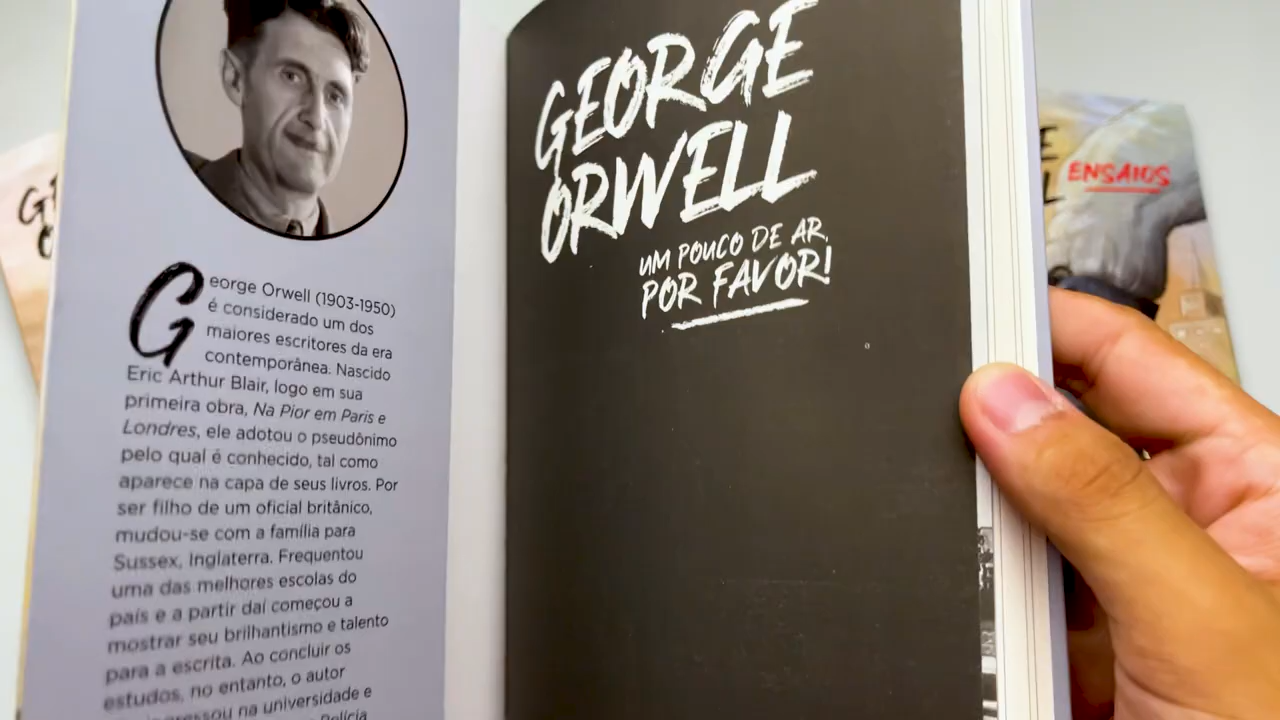 George Orwell (1903-1950)
é considerado um dos
maiores escritores da era
contemporânea. Nascido
Eric Arthur Blair, logo em sua
primeira obra, Na Pior em Paris e
Londres, ele adotou o pseudônimo
pelo qual é conhecido, tal como
aparece na capa de seus livros. Por
ser filho de um oficial britânico,
mudou-se com a família para
Sussex, Inglaterra. Frequentou
uma das melhores escolas do
país e a partir daí começou a
mostrar seu brilhantismo e talento
para a escrita. Ao concluir os
estudos, no entanto, o autor
na universidade e
Polícia
GEORGE
ORWELL
UM POUCO DE AR,
POR FAVOR!
ENSAIOS